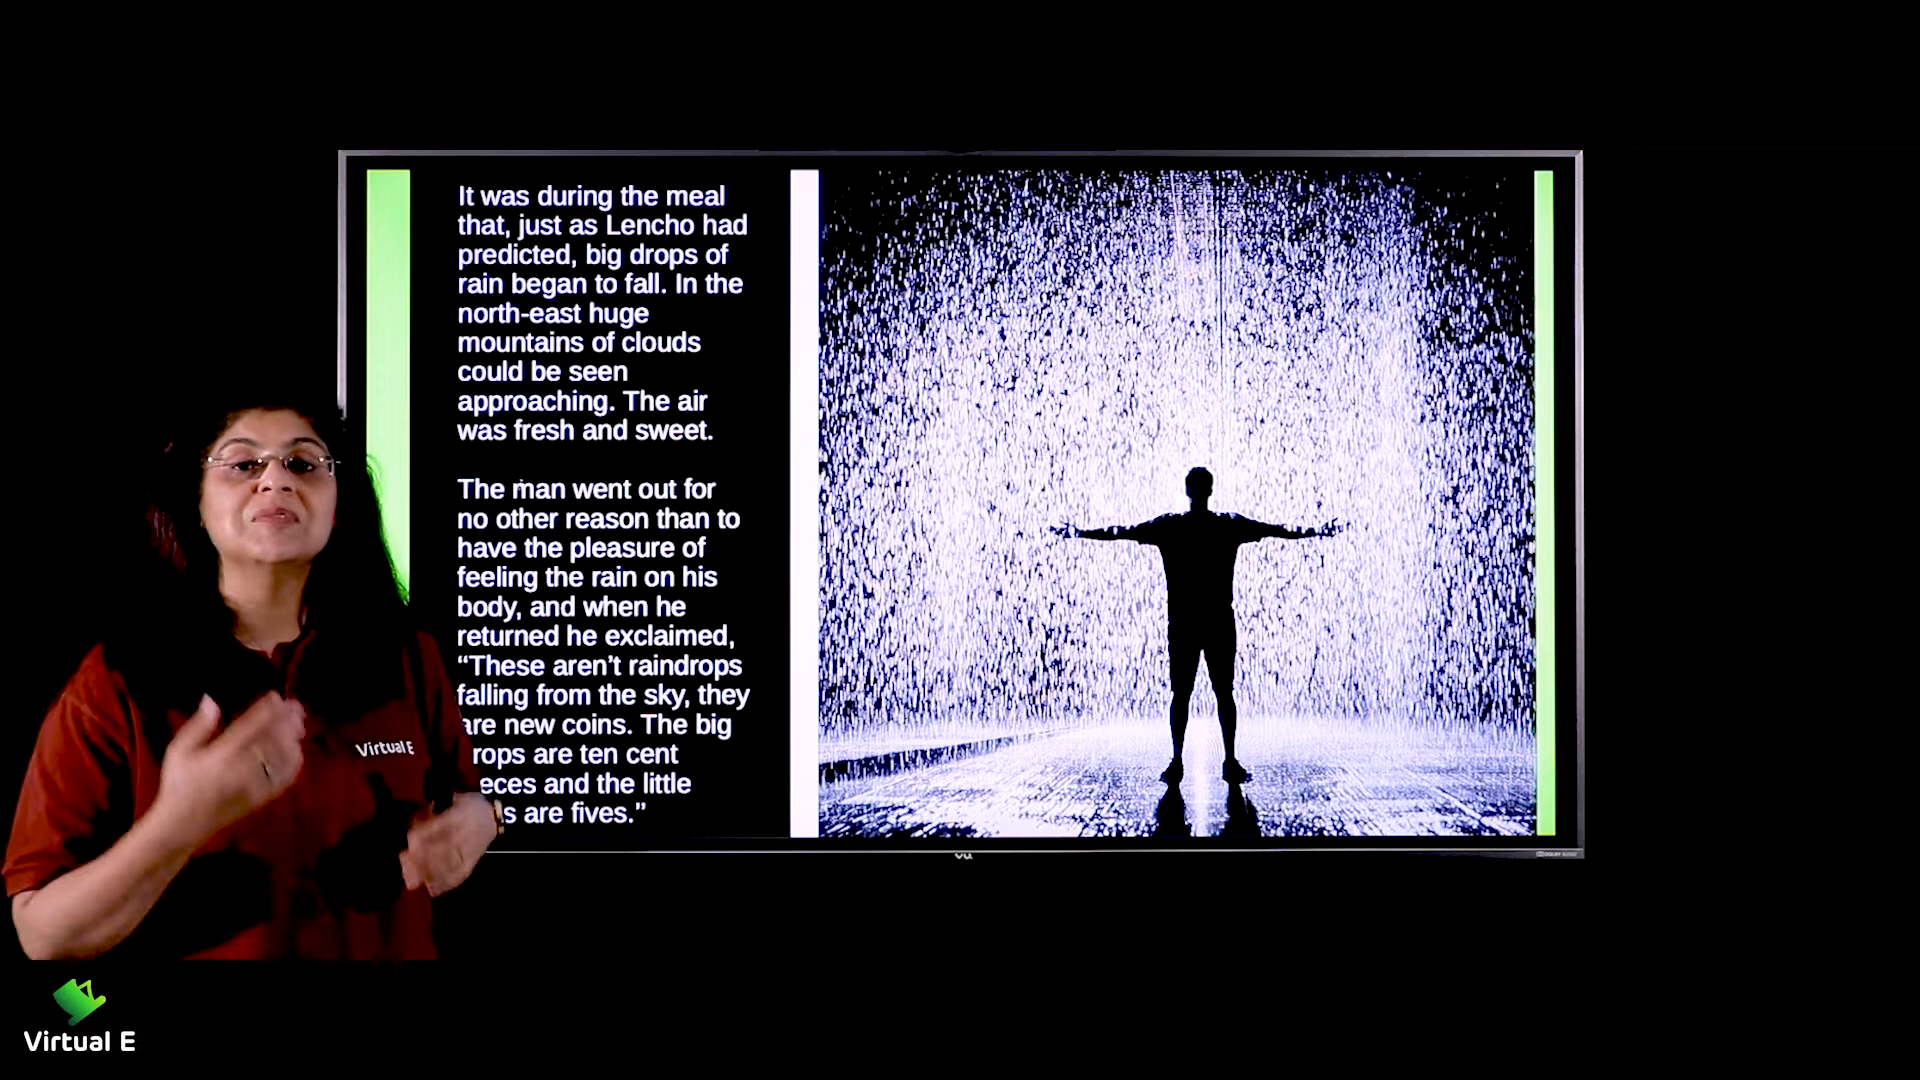 It was during the meal
that, just as Lencho had
predicted, big drops of
rain began to fall. In the
north-east huge
mountains of clouds
could be seen
approaching. The air
was fresh and sweet.
The man went out for
no other reason than to
have the pleasure of
feeling the rain on his
body, and when he
returned he exclaimed,
“These aren’t raindrops
falling from the sky, they
are new coins. The big
rops are ten cent
eces and the little
s are fives.”
Virtual E
Virtual E